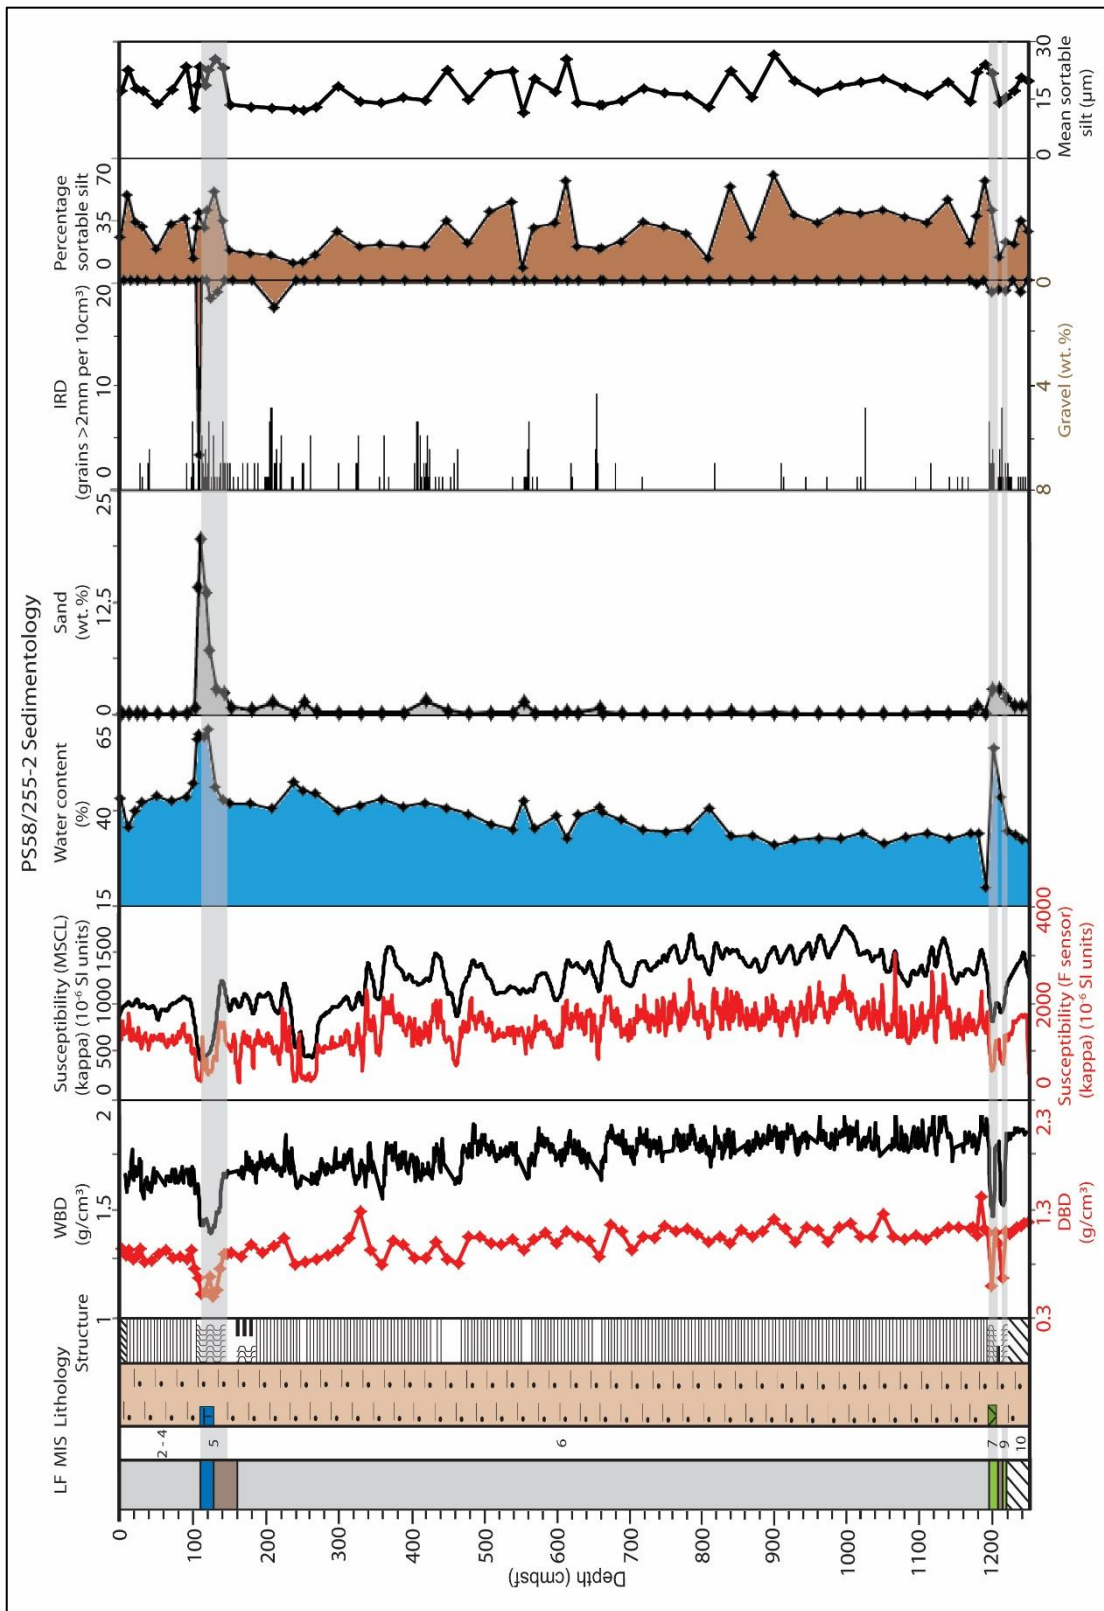 PS58/255-2 Sedimentology
Mean sortable
silt (µm)
0
15
30
Percentage
sortable silt
0
35
70
IRD
(grains >2mm per 10cm³)
0
10
20
Gravel (wt.%)
0
4
8
Sand
(wt.%)
0
12.5
25
Water content
(%)
15
40
65
Susceptibility (MSCL)
(kappa) (10⁻⁶ SI units)
0
500
1000
1500
Susceptibility (F sensor)
(kappa) (10⁻⁶ SI units)
0
2000
4000
WBD
(g/cm³)
1
1.5
2
DBD
(g/cm³)
0.3
1.3
2.3
Structure
Lithology
MIS
LF
2 - 4
5
6
7
9
10
0
100
200
300
400
500
600
700
800
900
1000
1100
1200
Depth (cmbsf)